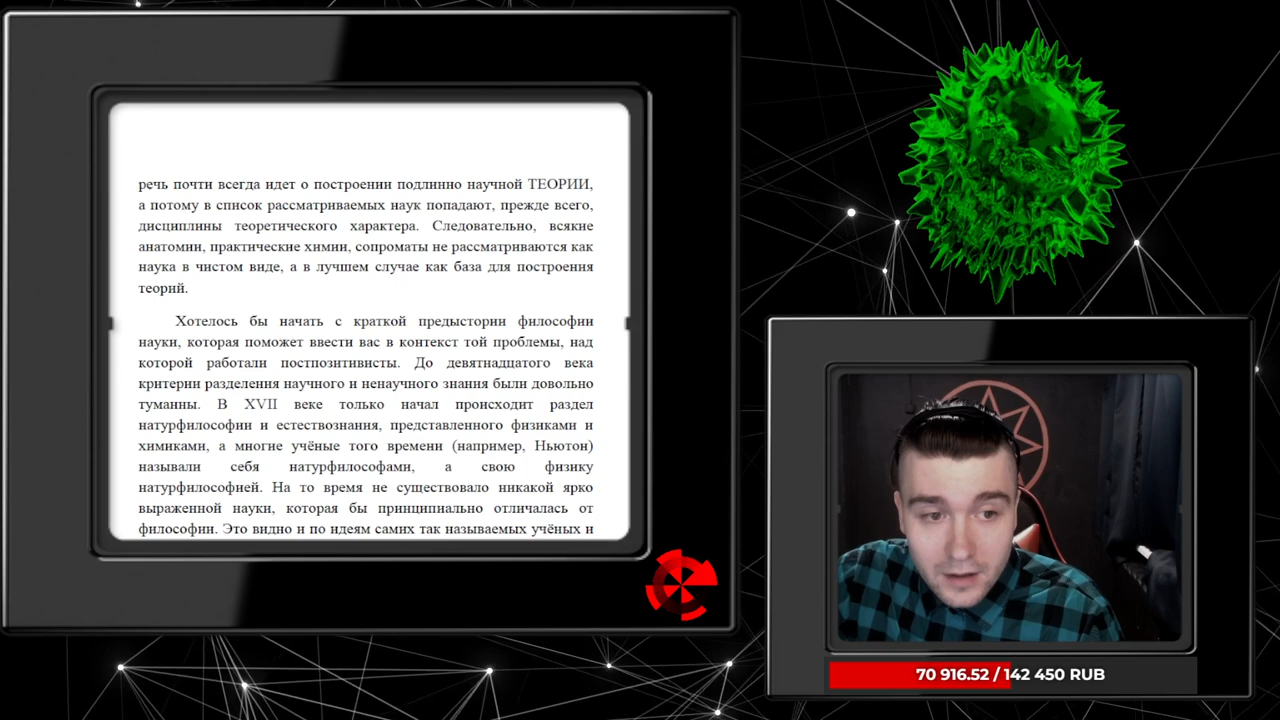 речь почти всегда идет о построении подлинно научной ТЕОРИИ,
а потому в список рассматриваемых наук попадают, прежде всего,
дисциплины теоретического характера. Следовательно, всякие
анатомии, практические химии, сопроматы не рассматриваются как
наука в чистом виде, а в лучшем случае как база для построения
теорий.
Хотелось бы начать с краткой предыстории философии
науки, которая поможет ввести вас в контекст той проблемы, над
которой работали постпозитивисты. До девятнадцатого века
критерии разделения научного и ненаучного знания были довольно
туманны. В XVII веке только начал происходит раздел
натурфилософии и естествознания, представленного физиками и
химиками, а многие учёные того времени (например, Ньютон)
называли себя натурфилософами, а свою физику
натурфилософией. На то время не существовало никакой ярко
выраженной науки, которая бы принципиально отличалась от
философии. Это видно и по идеям самих так называемых учёных и
70 916.52 / 142 450 RUB